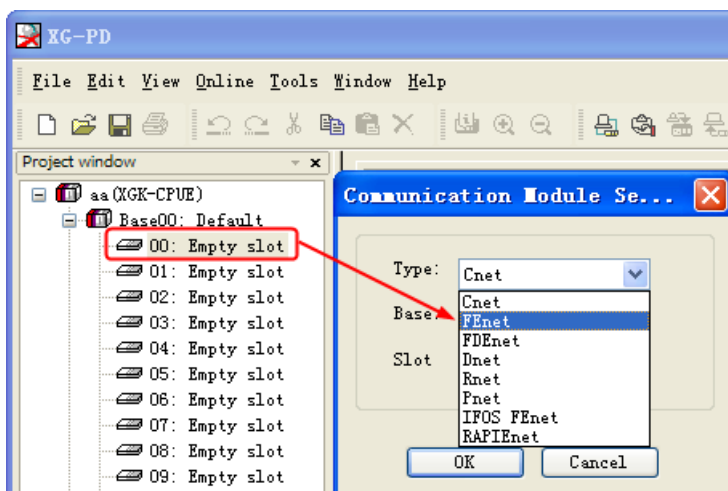 XG-PD
File Edit View Online Tools Window Help
Project window
aa(XGK-CPUE)
Base00: Default
00: Empty slot
01: Empty slot
02: Empty slot
03: Empty slot
04: Empty slot
05: Empty slot
06: Empty slot
07: Empty slot
08: Empty slot
09: Empty slot
Communication Module Se...
Type: Cnet
Base:
Slot
Cnet
FEnet
FDEnet
Dnet
Rnet
Pnet
IFOS FEnet
RAPIEnet
OK Cancel